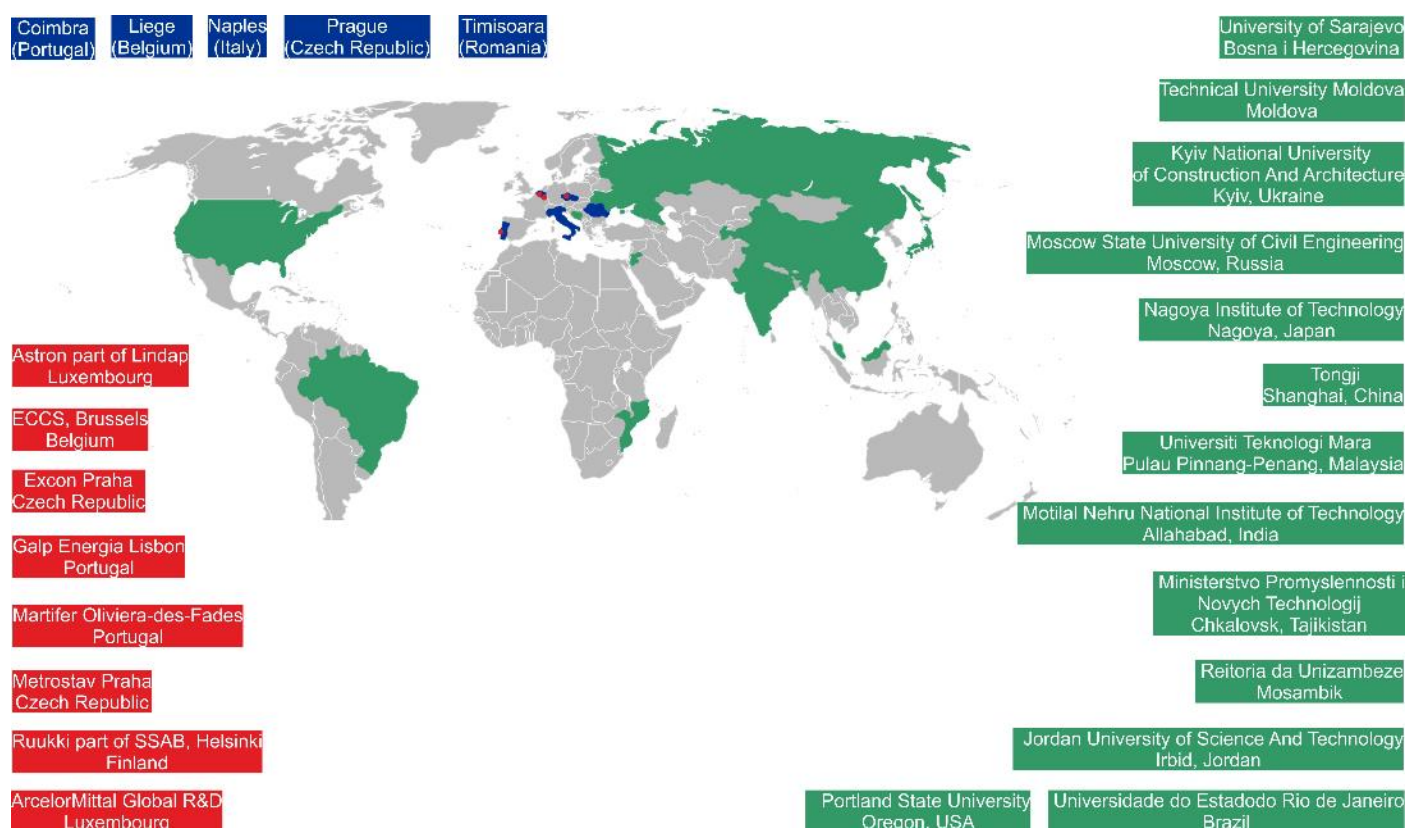 Coimbra
(Portugal)
Liege
(Belgium)
Naples
(Italy)
Prague
(Czech Republic)
Timisoara
(Romania)
University of Sarajevo
Bosna i Hercegovina
Technical University Moldova
Moldova
Kyiv National University
of Construction And Architecture
Kyiv, Ukraine
Moscow State University of Civil Engineering
Moscow, Russia
Nagoya Institute of Technology
Nagoya, Japan
Tongji
Shanghai, China
Universiti Teknologi Mara
Pulau Pinnang-Penang, Malaysia
Motilal Nehru National Institute of Technology
Allahabad, India
Ministerstvo Promyslennosti i
Novych Technologij
Chkalovsk, Tajikistan
Reitoria da Unizambeze
Mosambik
Jordan University of Science And Technology
Irbid, Jordan
Portland State University
Oregon, USA
Universidade do Estadodo Rio de Janeiro
Brazil
Astron part of Lindap
Luxembourg
ECCS, Brussels
Belgium
Excon Praha
Czech Republic
Galp Energia Lisbon
Portugal
Martifer Oliviera-des-Fades
Portugal
Metrostav Praha
Czech Republic
Ruukki part of SSAB, Helsinki
Finland
ArcelorMittal Global R&D
Luxembourg